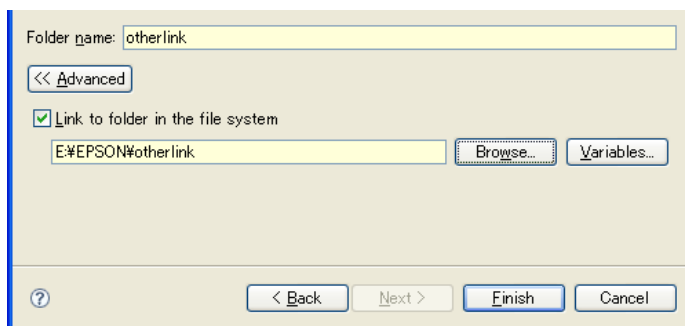 Folder name: otherlink
<< Advanced
Link to folder in the file system
E:¥EPSON¥otherlink Browse... Variables...
? < Back Next > Finish Cancel